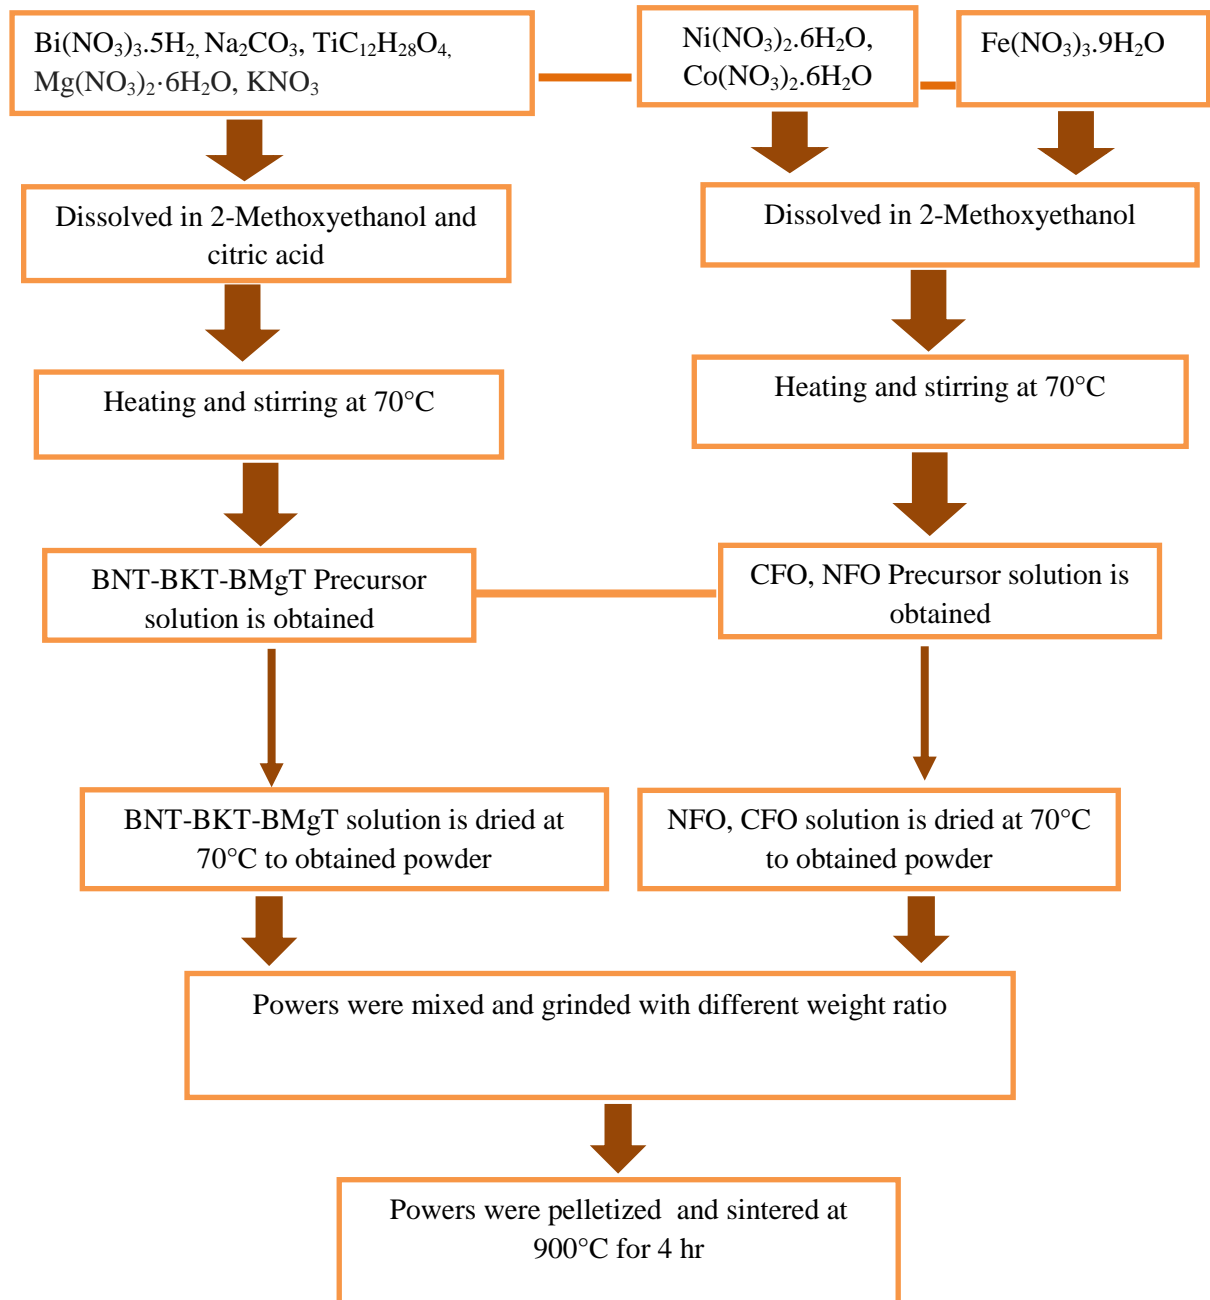 Bi(NO₃)₃.5H₂, Na₂CO₃, TiC₁₂H₂₈O₄,
Mg(NO₃)₂·6H₂O, KNO₃
Ni(NO₃)₂.6H₂O,
Co(NO₃)₂.6H₂O
Fe(NO₃)₃.9H₂O
Dissolved in 2-Methoxyethanol and
citric acid
Dissolved in 2-Methoxyethanol
Heating and stirring at 70°C
Heating and stirring at 70°C
BNT-BKT-BMgT Precursor
solution is obtained
CFO, NFO Precursor solution is
obtained
BNT-BKT-BMgT solution is dried at
70°C to obtained powder
NFO, CFO solution is dried at 70°C
to obtained powder
Powers were mixed and grinded with different weight ratio
Powers were pelletized and sintered at
900°C for 4 hr